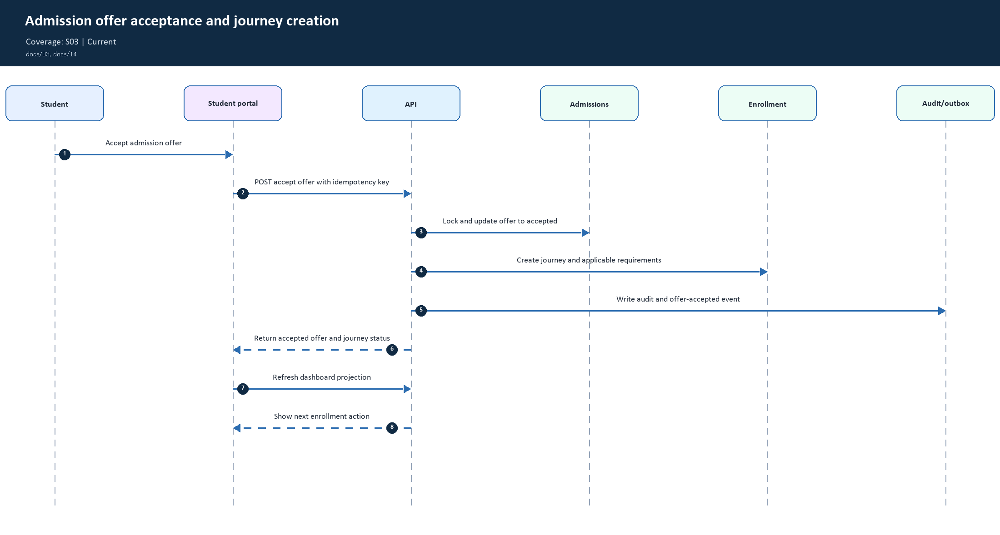 Admission offer acceptance and journey creation
Coverage: S03 | Current
docs/03, docs/14
Student
Student portal
API
Admissions
Enrollment
Audit/outbox
Accept admission offer
1
POST accept offer with idempotency key
2
Lock and update offer to accepted
3
Create journey and applicable requirements
4
Write audit and offer-accepted event
5
Return accepted offer and journey status
6
Refresh dashboard projection
7
Show next enrollment action
8